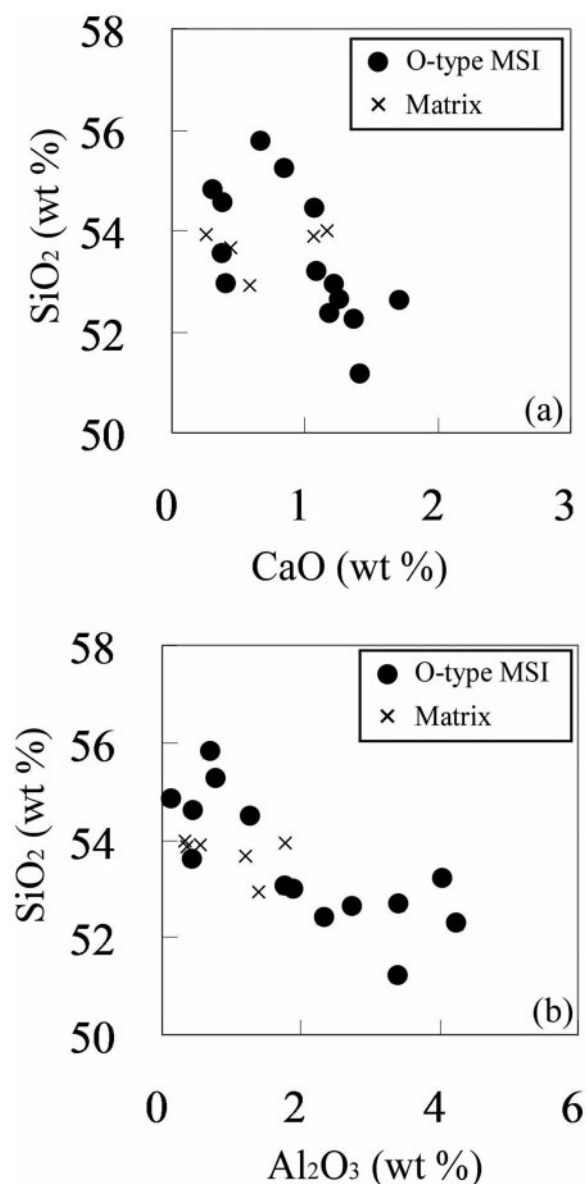 58
56
54
52
50
SiO₂ (wt %)
O-type MSI
Matrix
(a)
0 1 2 3
CaO (wt %)
58
56
54
52
50
SiO₂ (wt %)
O-type MSI
Matrix
(b)
0 2 4 6
Al₂O₃ (wt %)